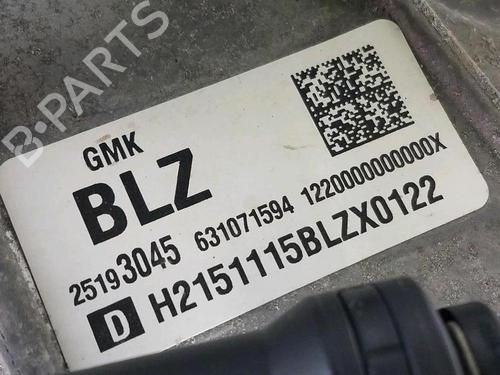 B-PARTS
GMK
BLZ
25193045 631071594 1220000000000X
D H2151115BLZX0122